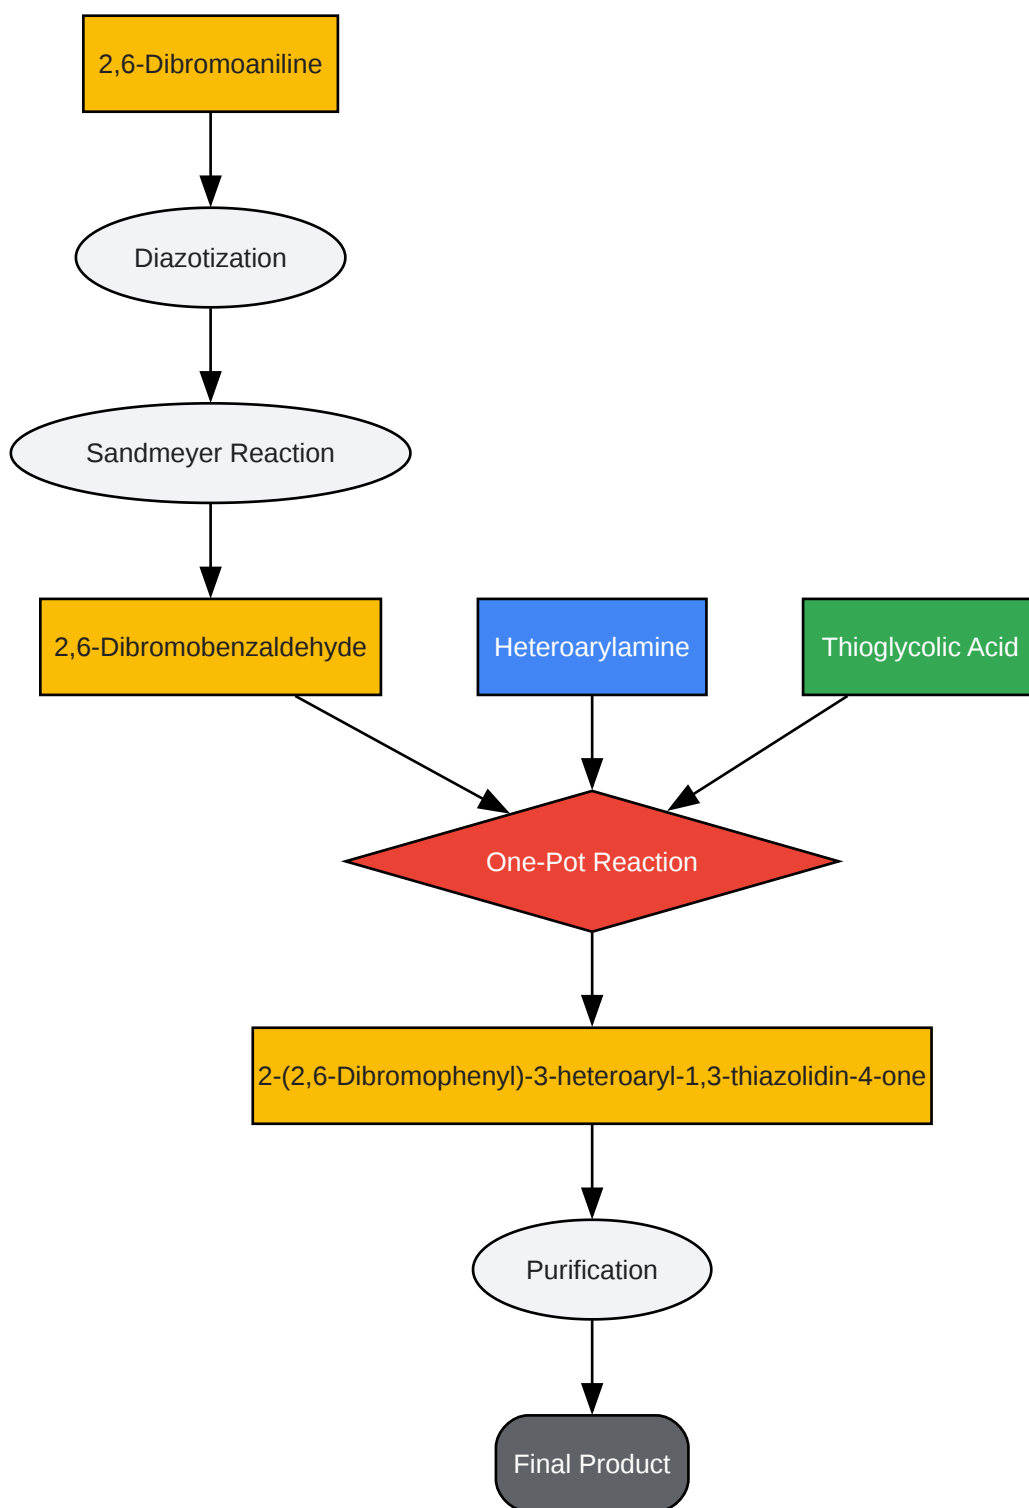 2,6-Dibromoaniline
Diazotization
Sandmeyer Reaction
2,6-Dibromobenzaldehyde
Heteroarylamine
Thioglycolic Acid
One-Pot Reaction
2-(2,6-Dibromophenyl)-3-heteroaryl-1,3-thiazolidin-4-one
Purification
Final Product